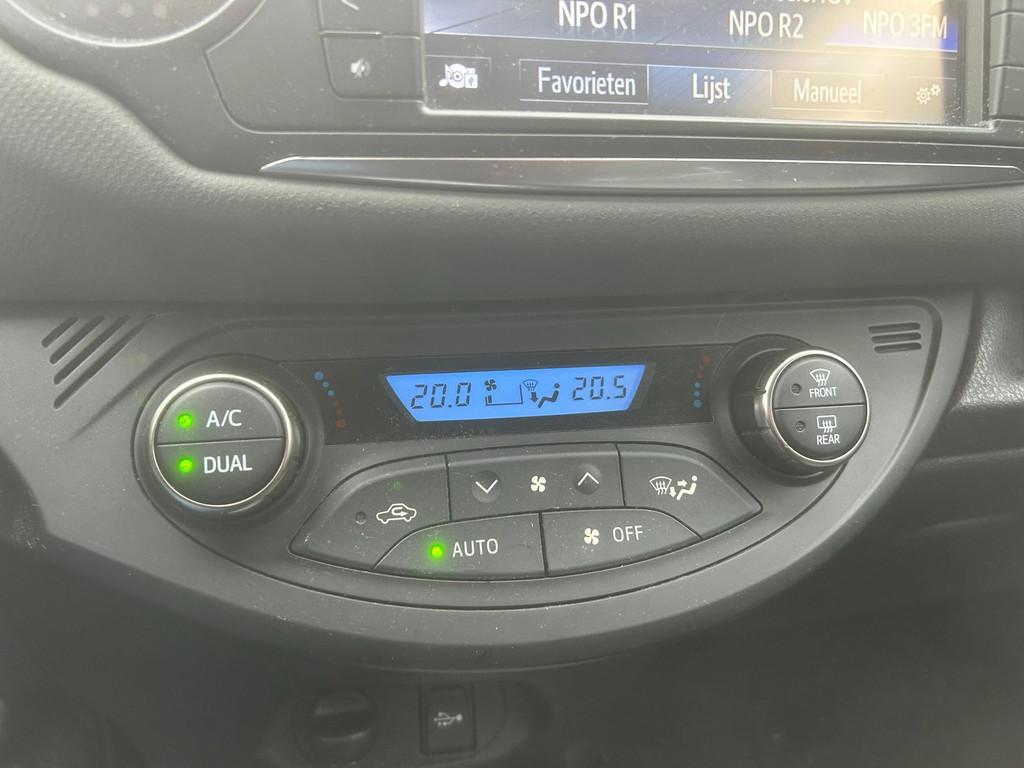 NPO R1 NPO R2 NPO 3FM
Favorieten Lijst Manueel
20.0 20.5
A/C
DUAL
FRONT
REAR
AUTO
OFF